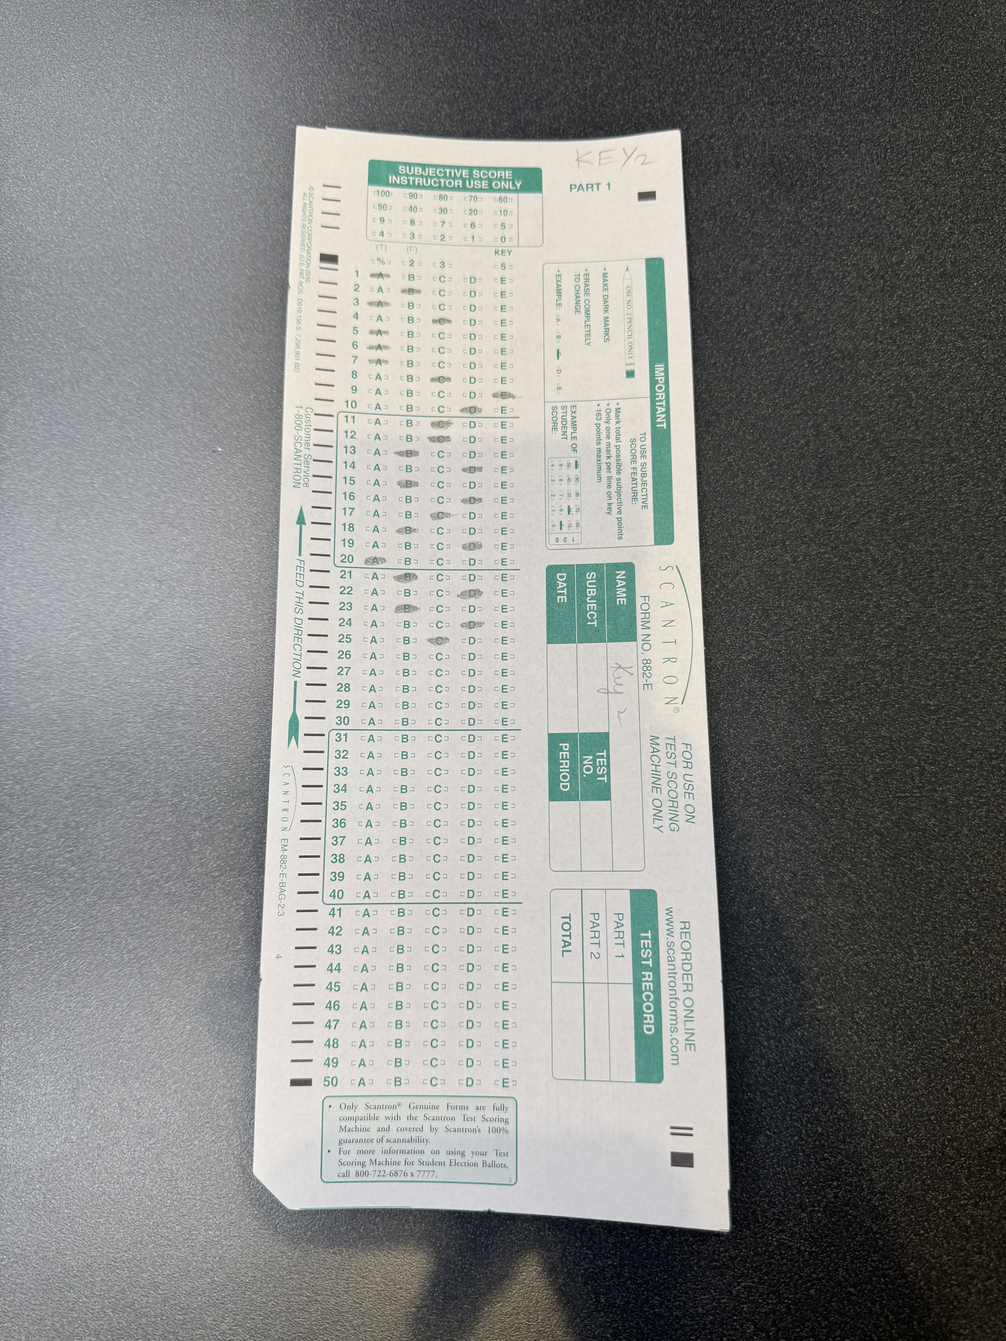 KEY 2
PART 1
SUBJECTIVE SCORE
INSTRUCTOR USE ONLY
100 90 80 70 60
50 40 30 20 10
9 8 7 6 5
4 3 2 1 0
(T) (F) KEY
% 2 3 5
1 A B C D E
2 A B C D E
3 A B C D E
4 A B C D E
5 A B C D E
6 A B C D E
7 A B C D E
8 A B C D E
9 A B C D E
10 A B C D E
11 A B C D E
12 A B C D E
13 A B C D E
14 A B C D E
15 A B C D E
16 A B C D E
17 A B C D E
18 A B C D E
19 A B C D E
20 A B C D E
21 A B C D E
22 A B C D E
23 A B C D E
24 A B C D E
25 A B C D E
26 A B C D E
27 A B C D E
28 A B C D E
29 A B C D E
30 A B C D E
31 A B C D E
32 A B C D E
33 A B C D E
34 A B C D E
35 A B C D E
36 A B C D E
37 A B C D E
38 A B C D E
39 A B C D E
40 A B C D E
41 A B C D E
42 A B C D E
43 A B C D E
44 A B C D E
45 A B C D E
46 A B C D E
47 A B C D E
48 A B C D E
49 A B C D E
50 A B C D E
• Only Scantron® Genuine Forms are fully
compatible with the Scantron Test Scoring
Machine and covered by Scantron's 100%
guarantee of scannability.
• For more information on using your Test
Scoring Machine for Student Election Ballots,
call 800-722-6876 x 7777.
IMPORTANT
USE NO. 2 PENCIL ONLY
• MAKE DARK MARKS
• ERASE COMPLETELY
TO CHANGE
• EXAMPLE: A B D E
TO USE SUBJECTIVE
SCORE FEATURE:
• Mark total possible subjective points
• Only one mark per line on key
• 163 points maximum
EXAMPLE OF
STUDENT
SCORE:
SCANTRON®
FORM NO. 882-E
FOR USE ON
TEST SCORING
MACHINE ONLY
NAME Key 2
SUBJECT
TEST
NO.
DATE
PERIOD
REORDER ONLINE
www.scantronforms.com
TEST RECORD
PART 1
PART 2
TOTAL
© SCANTRON CORPORATION 2010
ALL RIGHTS RESERVED.
Customer Service
1-800-SCANTRON
FEED THIS DIRECTION
SCANTRON EM-882-E-BAG-2:3
4